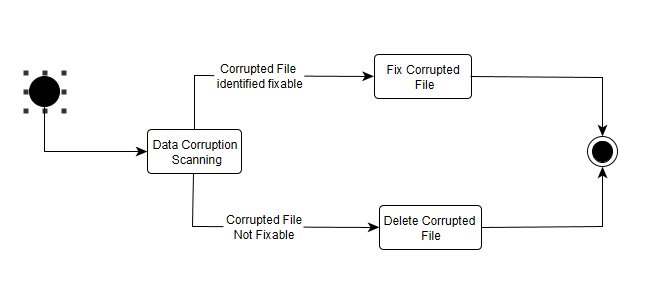 Corrupted File
identified fixable
Fix Corrupted
File
Data Corruption
Scanning
Corrupted File
Not Fixable
Delete Corrupted
File